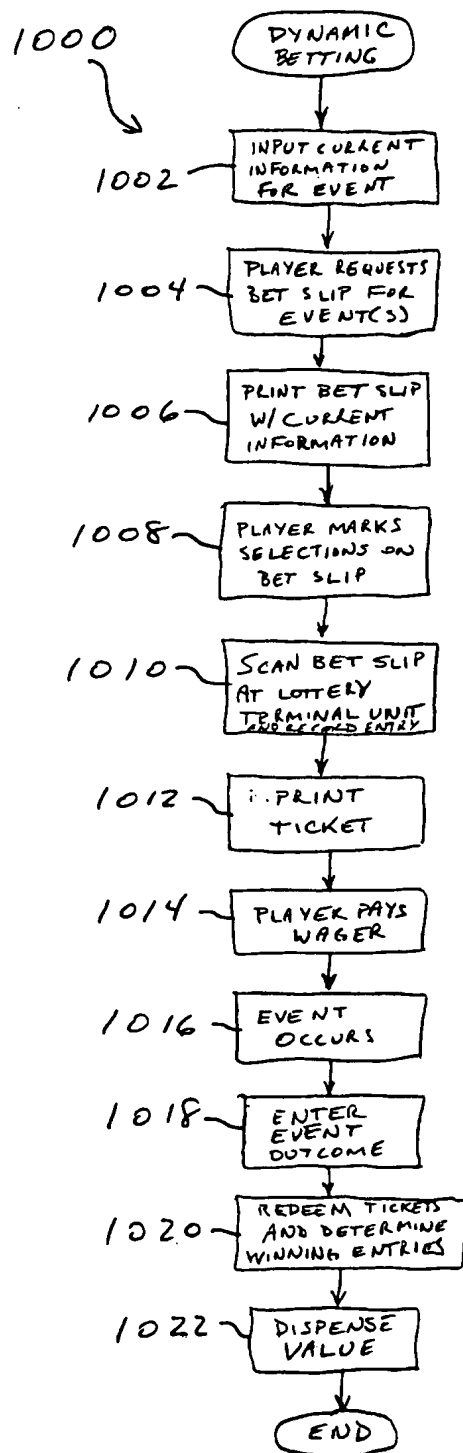 1000
DYNAMIC
BETTING
1002
INPUT CURRENT
INFORMATION
FOR EVENT
1004
PLAYER REQUESTS
BET SLIP FOR
EVENT(S)
1006
PRINT BET SLIP
W/ CURRENT
INFORMATION
1008
PLAYER MARKS
SELECTIONS ON
BET SLIP
1010
SCAN BET SLIP
AT LOTTERY
TERMINAL UNIT
AND RECORD ENTRY
1012
PRINT
TICKET
1014
PLAYER PAYS
WAGER
1016
EVENT
OCCURS
1018
ENTER
EVENT
OUTCOME
1020
REDEEM TICKETS
AND DETERMINE
WINNING ENTRIES
1022
DISPENSE
VALUE
END